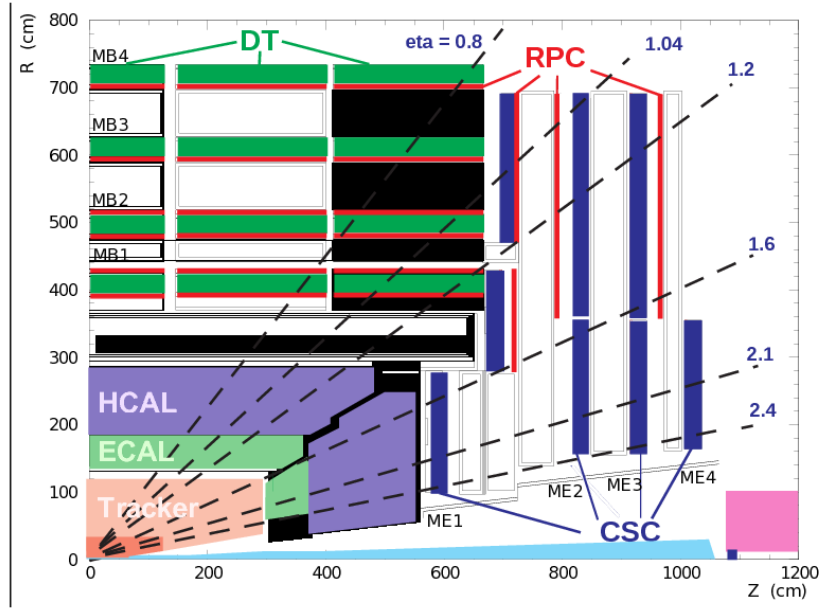 R (cm)
800
700
600
500
400
300
200
100
0
MB4
MB3
MB2
MB1
DT
eta = 0.8
RPC
1.04
1.2
1.6
2.1
2.4
HCAL
ECAL
Tracker
ME1
ME2
ME3
ME4
CSC
0
200
400
600
800
1000
1200
Z (cm)